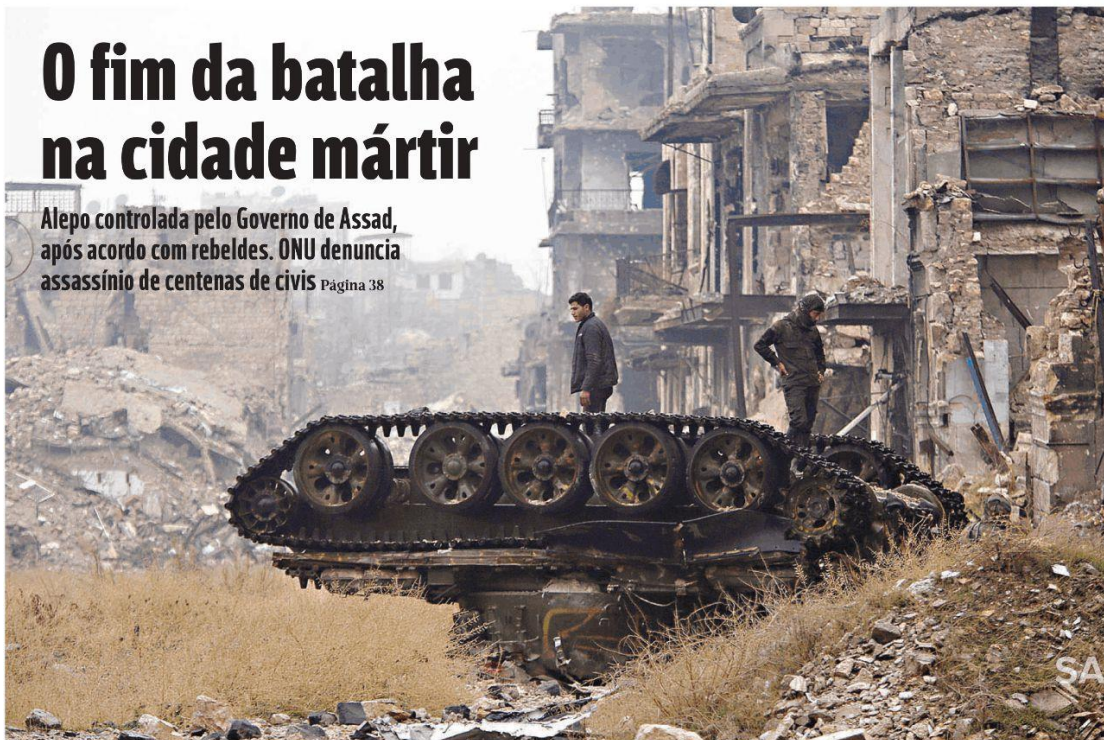 O fim da batalha
na cidade mártir
Alepo controlada pelo Governo de Assad,
após acordo com rebeldes. ONU denuncia
assassínio de centenas de civis Página 38
SA